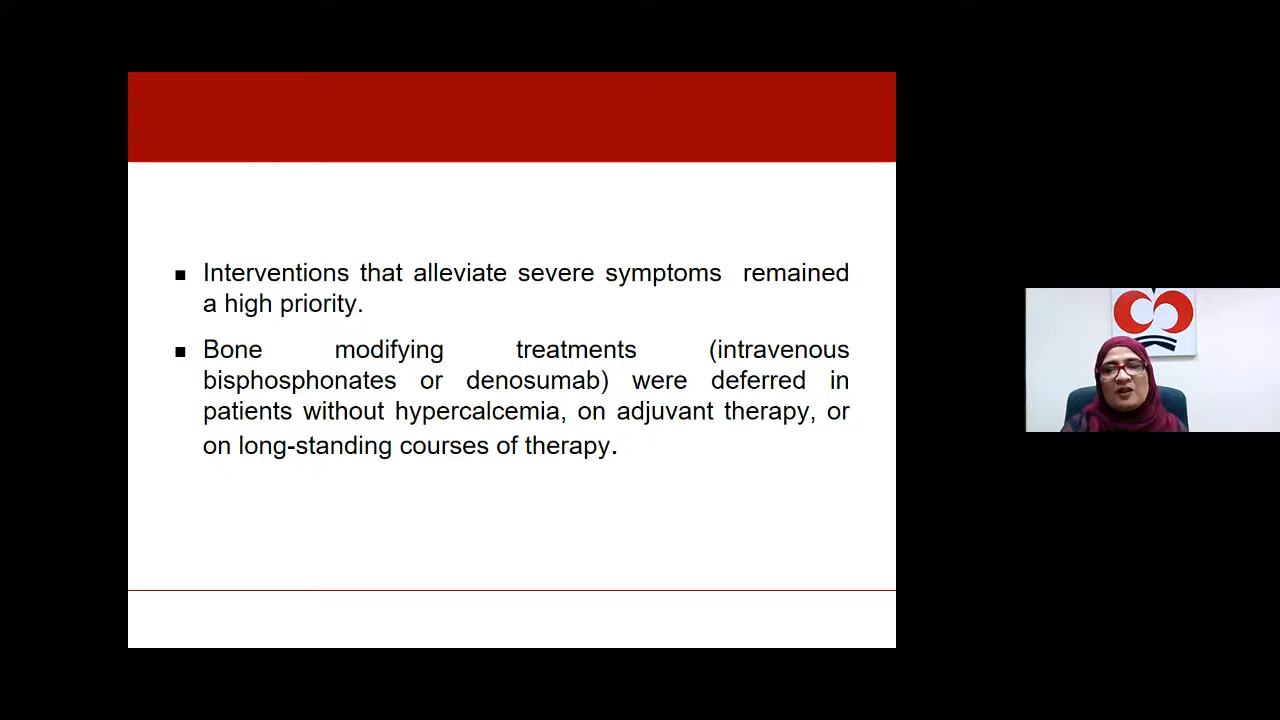 ▪ Interventions that alleviate severe symptoms remained
a high priority.
▪ Bone modifying treatments (intravenous
bisphosphonates or denosumab) were deferred in
patients without hypercalcemia, on adjuvant therapy, or
on long-standing courses of therapy.